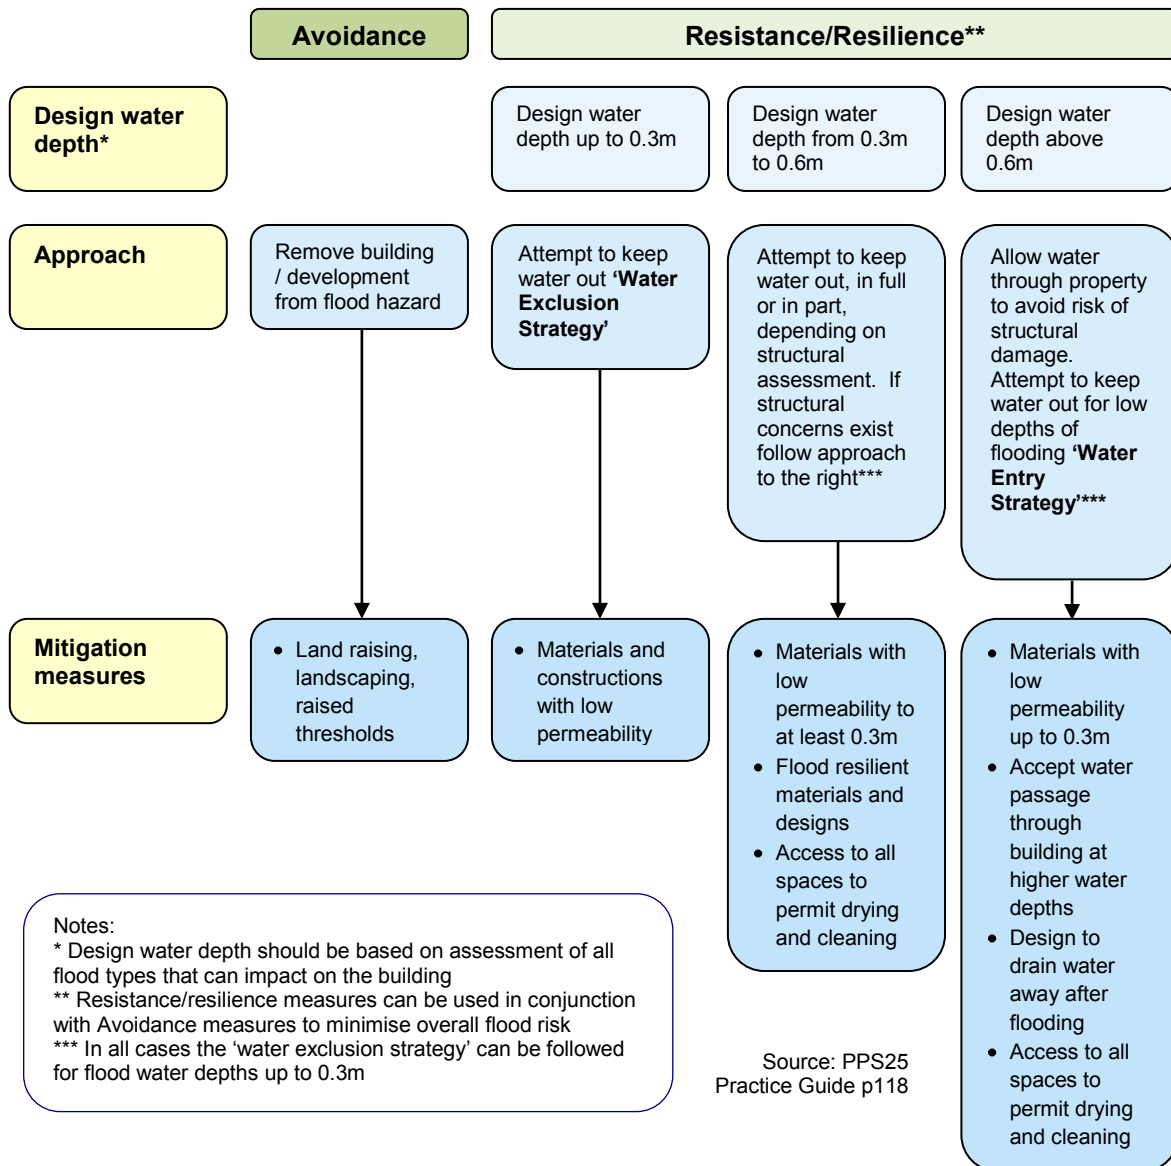 Avoidance
Resistance/Resilience**
Design water
depth*
Design water
depth up to 0.3m
Design water
depth from 0.3m
to 0.6m
Design water
depth above
0.6m
Approach
Remove building
/ development
from flood hazard
Attempt to keep
water out ‘Water
Exclusion
Strategy’
Attempt to keep
water out, in full
or in part,
depending on
structural
assessment. If
structural
concerns exist
follow approach
to the right***
Allow water
through property
to avoid risk of
structural
damage.
Attempt to keep
water out for low
depths of
flooding ‘Water
Entry
Strategy’***
Mitigation
measures
• Land raising,
landscaping,
raised
thresholds
• Materials and
constructions
with low
permeability
• Materials with
low
permeability to
at least 0.3m
• Flood resilient
materials and
designs
• Access to all
spaces to
permit drying
and cleaning
• Materials with
low
permeability
up to 0.3m
• Accept water
passage
through
building at
higher water
depths
• Design to
drain water
away after
flooding
• Access to all
spaces to
permit drying
and cleaning
Notes:
* Design water depth should be based on assessment of all
flood types that can impact on the building
** Resistance/resilience measures can be used in conjunction
with Avoidance measures to minimise overall flood risk
*** In all cases the ‘water exclusion strategy’ can be followed
for flood water depths up to 0.3m
Source: PPS25
Practice Guide p118